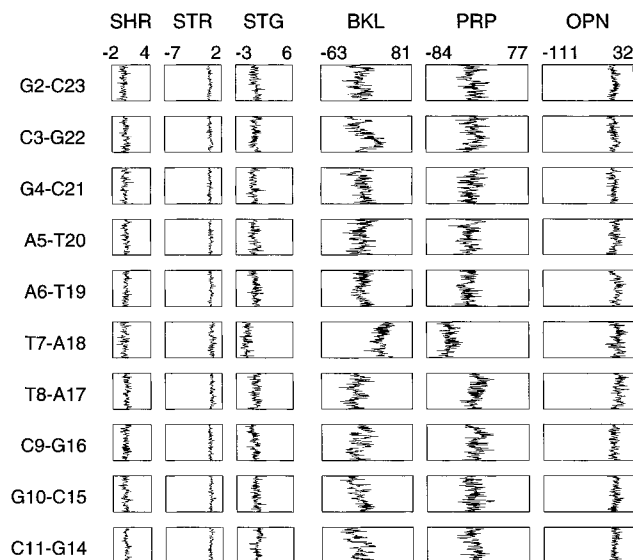 SHR STR STG BKL PRP OPN
-2 4 -7 2 -3 6 -63 81 -84 77 -111 32
G2-C23
C3-G22
G4-C21
A5-T20
A6-T19
T7-A18
T8-A17
C9-G16
G10-C15
C11-G14